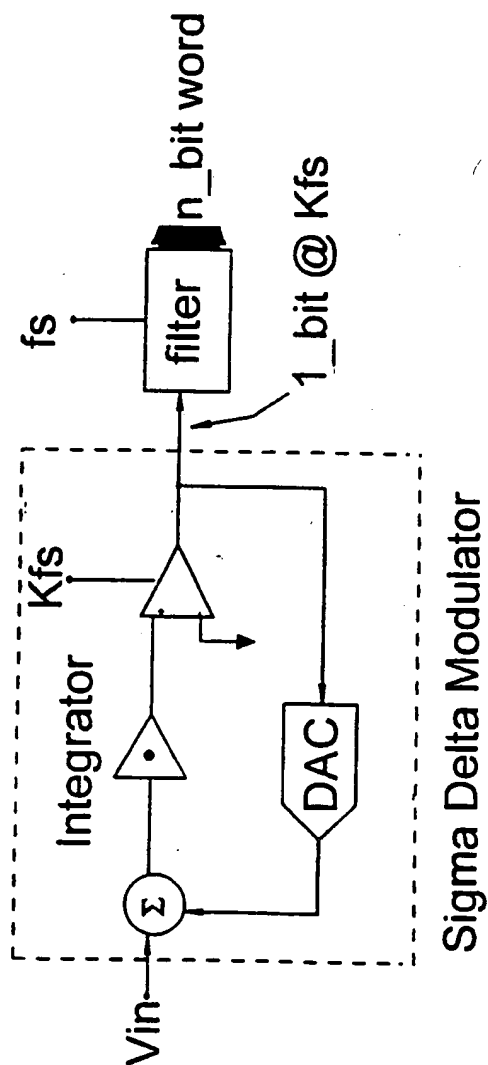 Vin
Σ
Integrator
Kfs
DAC
fs
filter
n_bit word
1_bit @ Kfs
Sigma Delta Modulator